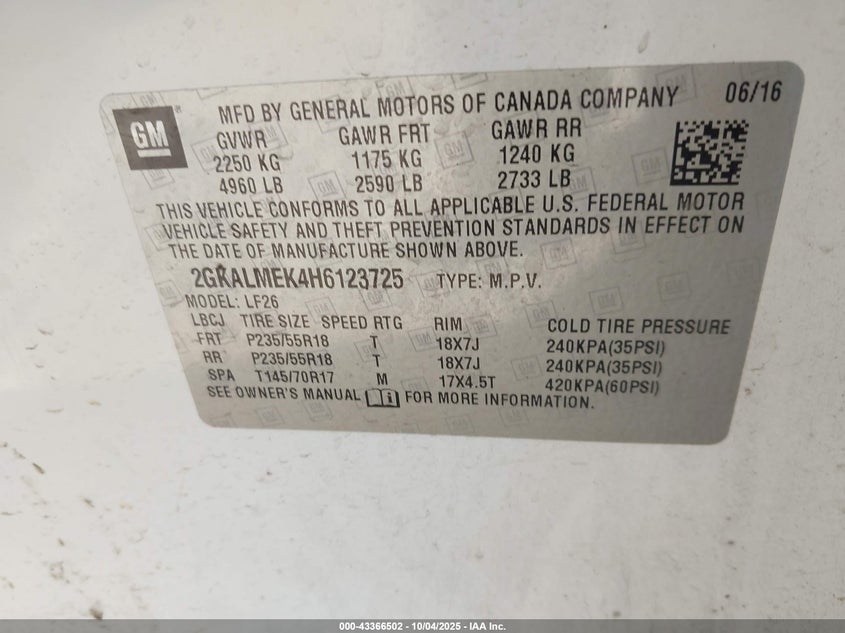 GM
MFD BY GENERAL MOTORS OF CANADA COMPANY 06/16
GVWR GAWR FRT GAWR RR
2250 KG 1175 KG 1240 KG
4960 LB 2590 LB 2733 LB
THIS VEHICLE CONFORMS TO ALL APPLICABLE U.S. FEDERAL MOTOR
VEHICLE SAFETY AND THEFT PREVENTION STANDARDS IN EFFECT ON
THE DATE OF MANUFACTURE SHOWN ABOVE.
2GKALMEK4H6123725 TYPE: M.P.V.
MODEL: LF26
LBCJ TIRE SIZE SPEED RTG RIM COLD TIRE PRESSURE
FRT P235/55R18 T 18X7J 240KPA(35PSI)
RR P235/55R18 T 18X7J 240KPA(35PSI)
SPA T145/70R17 M 17X4.5T 420KPA(60PSI)
SEE OWNER'S MANUAL FOR MORE INFORMATION.
000-43366502 - 10/04/2025 - IAA Inc.